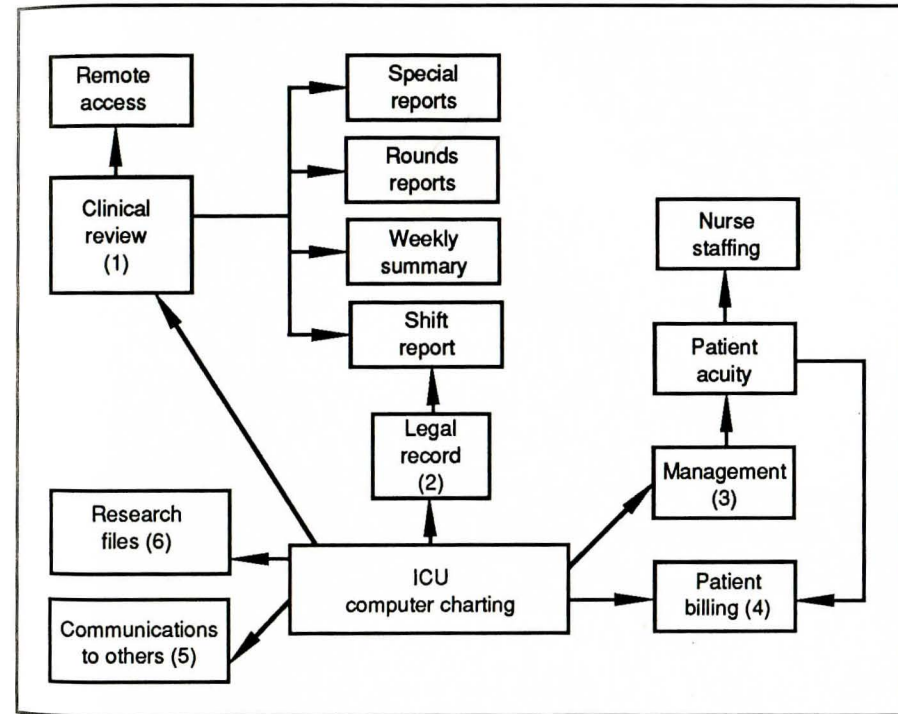 Remote
access
Special
reports
Rounds
reports
Clinical
review
(1)
Weekly
summary
Nurse
staffing
Shift
report
Patient
acuity
Legal
record
(2)
Management
(3)
Research
files (6)
ICU
computer charting
Patient
billing (4)
Communications
to others (5)